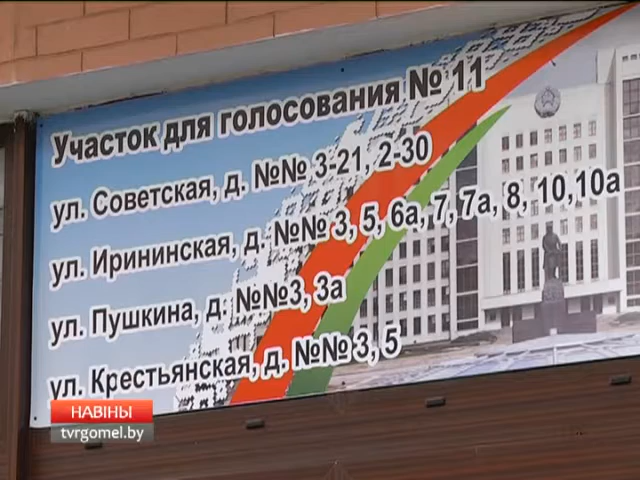 Участок для голосования № 11
ул. Советская, д. №№ 3-21, 2-30
ул. Ирининская, д. №№ 3, 5, 6а, 7, 7а, 8, 10,10а
ул. Пушкина, д. №№3, 3а
ул. Крестьянская, д. №№ 3, 5
НАВІНЫ
tvrgomel.by